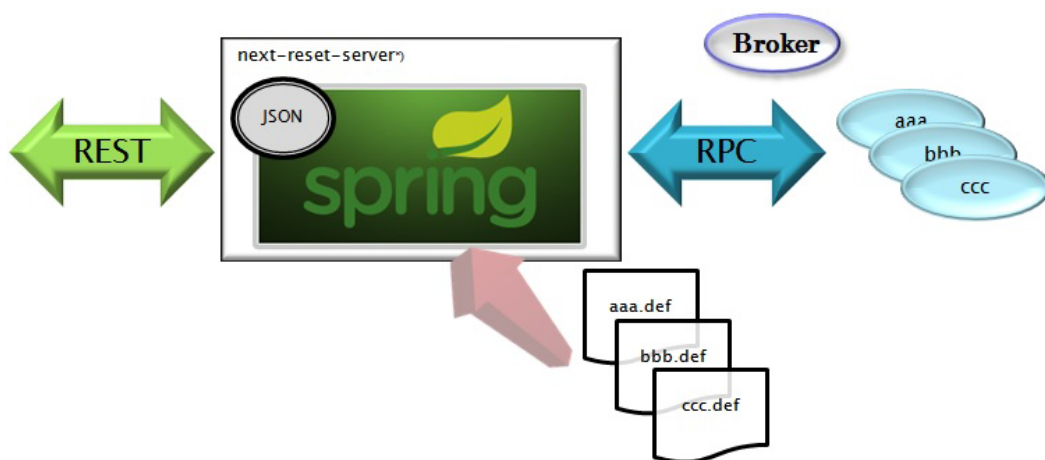 Broker
next-reset-server*)
JSON
REST
spring
RPC
aaa
bbb
ccc
aaa.def
bbb.def
ccc.def